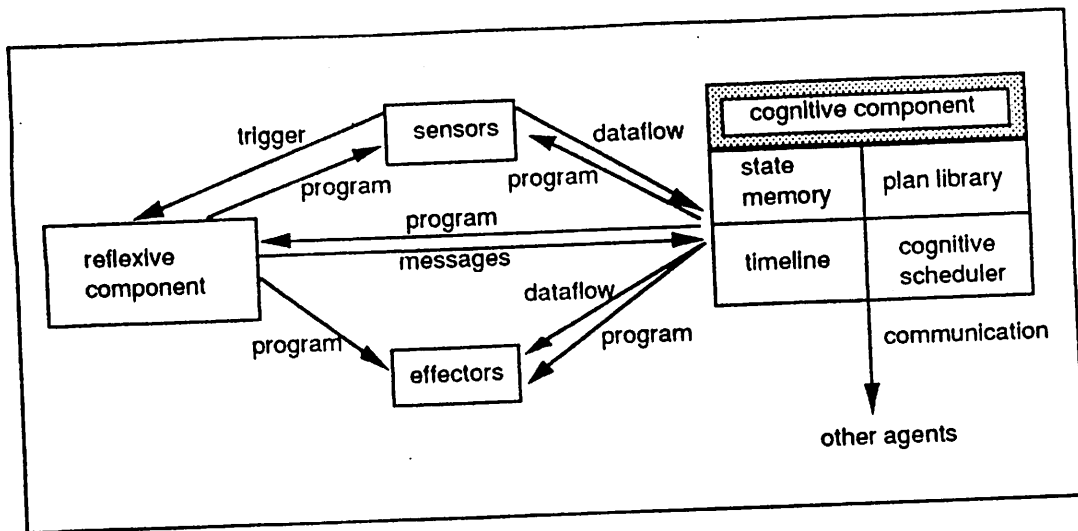 cognitive component
trigger
sensors
dataflow
state
memory
plan library
program
program
program
reflexive
component
messages
timeline
cognitive
scheduler
dataflow
program
program
effectors
communication
other agents